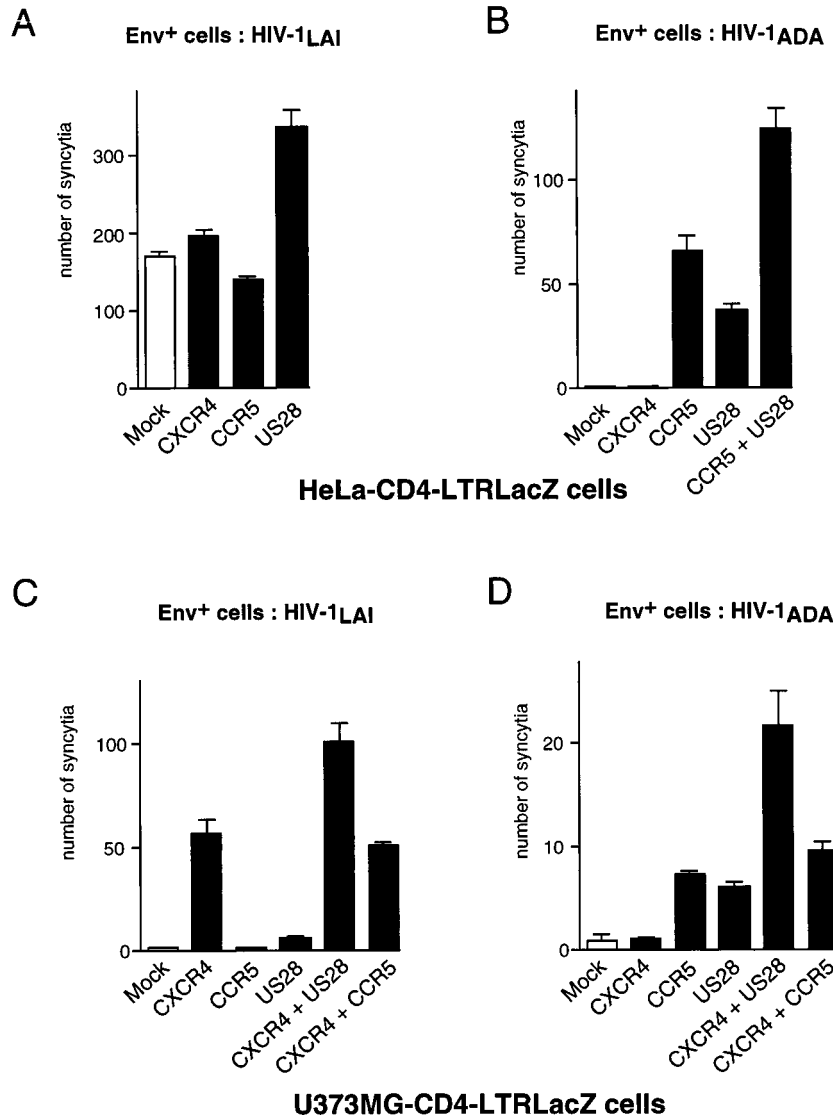 A
Env+ cells : HIV-1LAI
number of syncytia
300
200
100
0
Mock
CXCR4
CCR5
US28
B
Env+ cells : HIV-1ADA
number of syncytia
100
50
0
Mock
CXCR4
CCR5
US28
CCR5 + US28
HeLa-CD4-LTRLacZ cells
C
Env+ cells : HIV-1LAI
number of syncytia
100
50
0
Mock
CXCR4
CCR5
US28
CXCR4 + US28
CXCR4 + CCR5
D
Env+ cells : HIV-1ADA
number of syncytia
20
10
0
Mock
CXCR4
CCR5
US28
CXCR4 + US28
CXCR4 + CCR5
U373MG-CD4-LTRLacZ cells